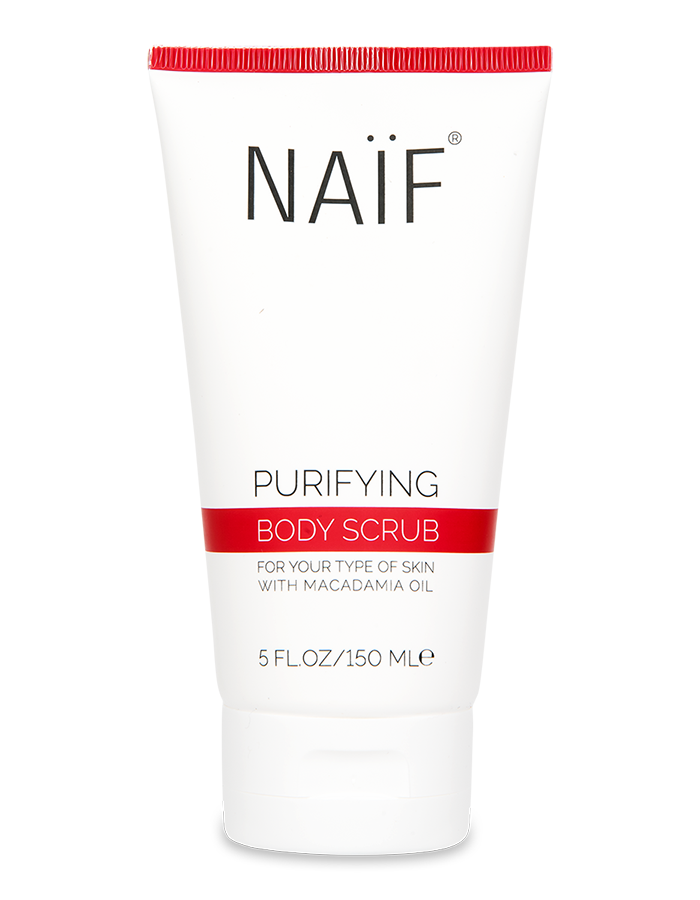 NAÏF®
PURIFYING
BODY SCRUB
FOR YOUR TYPE OF SKIN
WITH MACADAMIA OIL
5 FL.OZ/150 ML℮